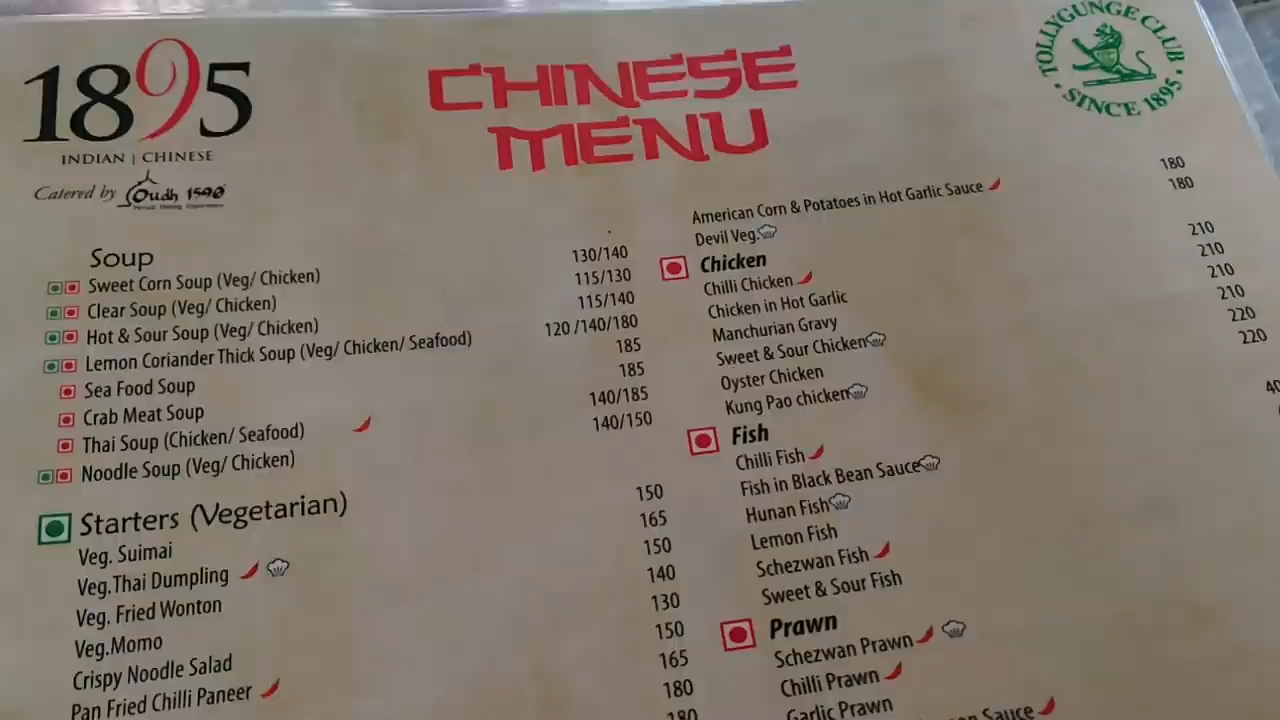 1895
INDIAN | CHINESE
Catered by Oudh 1590
CHINESE
MENU
TOLLYGUNGE CLUB
SINCE 1895
Soup
Sweet Corn Soup (Veg/ Chicken) 130/140
Clear Soup (Veg/ Chicken) 115/130
Hot & Sour Soup (Veg/ Chicken) 115/140
Lemon Coriander Thick Soup (Veg/ Chicken/ Seafood) 120 /140/180
Sea Food Soup 185
Crab Meat Soup 185
Thai Soup (Chicken/ Seafood) 140/185
Noodle Soup (Veg/ Chicken) 140/150
Starters (Vegetarian)
Veg. Suimai 150
Veg.Thai Dumpling 165
Veg. Fried Wonton 150
Veg.Momo 140
Crispy Noodle Salad 130
Pan Fried Chilli Paneer 150
165
180
180
American Corn & Potatoes in Hot Garlic Sauce 180
Devil Veg. 180
Chicken
Chilli Chicken 210
Chicken in Hot Garlic 210
Manchurian Gravy 210
Sweet & Sour Chicken 210
Oyster Chicken 220
Kung Pao chicken 220
Fish
Chilli Fish
Fish in Black Bean Sauce
Hunan Fish
Lemon Fish
Schezwan Fish
Sweet & Sour Fish
Prawn
Schezwan Prawn
Chilli Prawn
Garlic Prawn
Sauce